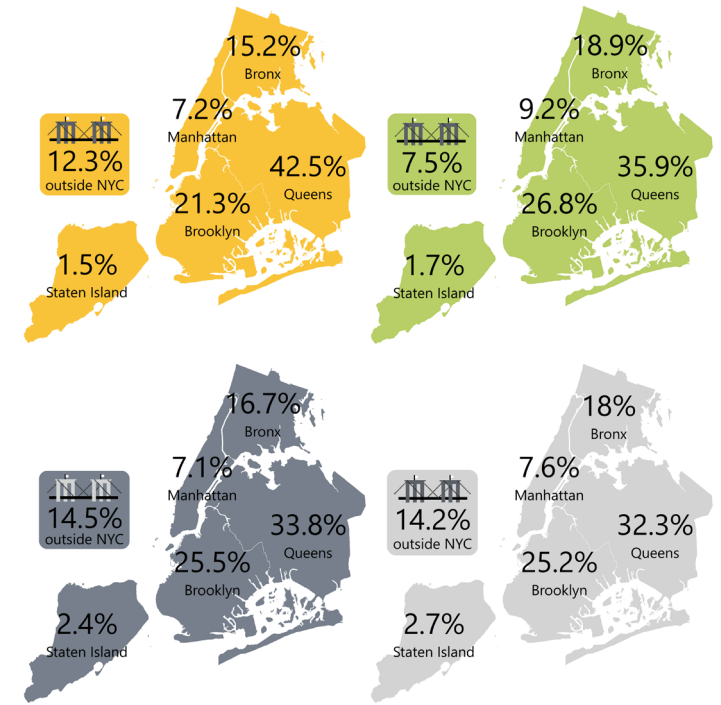 15.2%
Bronx
7.2%
Manhattan
12.3%
outside NYC
42.5%
Queens
21.3%
Brooklyn
1.5%
Staten Island
18.9%
Bronx
9.2%
Manhattan
7.5%
outside NYC
35.9%
Queens
26.8%
Brooklyn
1.7%
Staten Island
16.7%
Bronx
7.1%
Manhattan
14.5%
outside NYC
33.8%
Queens
25.5%
Brooklyn
2.4%
Staten Island
18%
Bronx
7.6%
Manhattan
14.2%
outside NYC
32.3%
Queens
25.2%
Brooklyn
2.7%
Staten Island